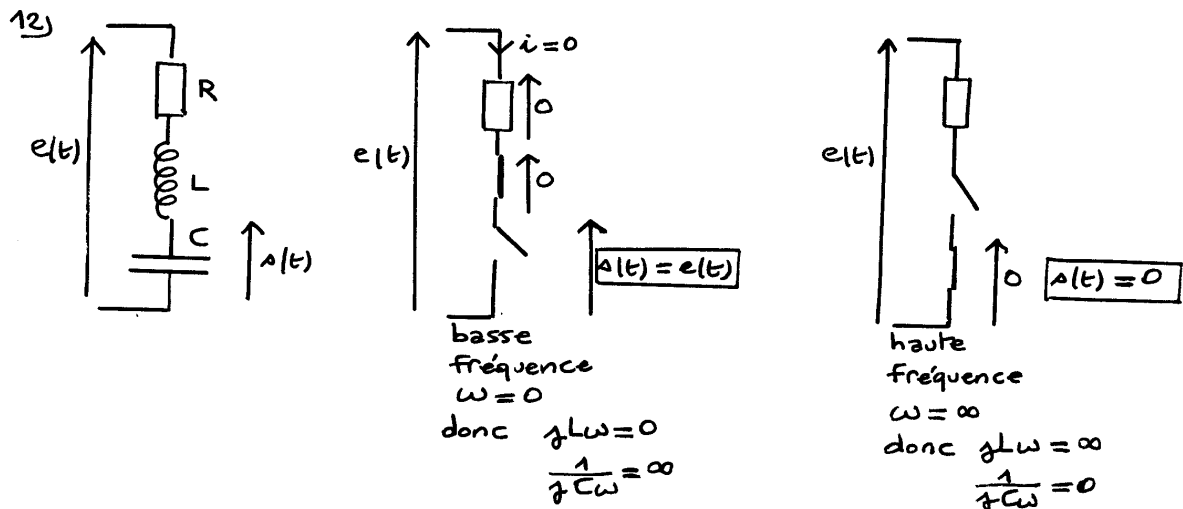 12)
e(t)
R
L
C
s(t)
e(t)
i = 0
0
0
s(t) = e(t)
basse
fréquence
ω = 0
donc jLω = 0
1/jCω = ∞
e(t)
0
s(t) = 0
haute
fréquence
ω = ∞
donc jLω = ∞
1/jCω = 0